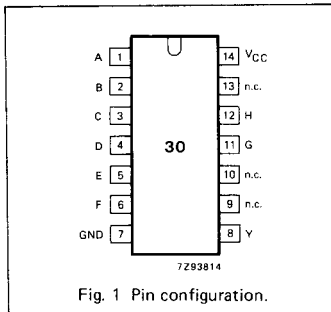 A 1 14 VCC
B 2 13 n.c.
C 3 12 H
D 4 30 11 G
E 5 10 n.c.
F 6 9 n.c.
GND 7 8 Y
7Z93814
Fig. 1 Pin configuration.